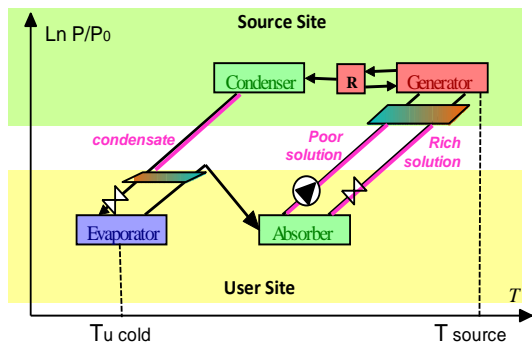 Ln P/P0
Source Site
Condenser
R
Generator
condensate
Poor
solution
Rich
solution
Evaporator
Absorber
User Site
T
Tu cold
T source